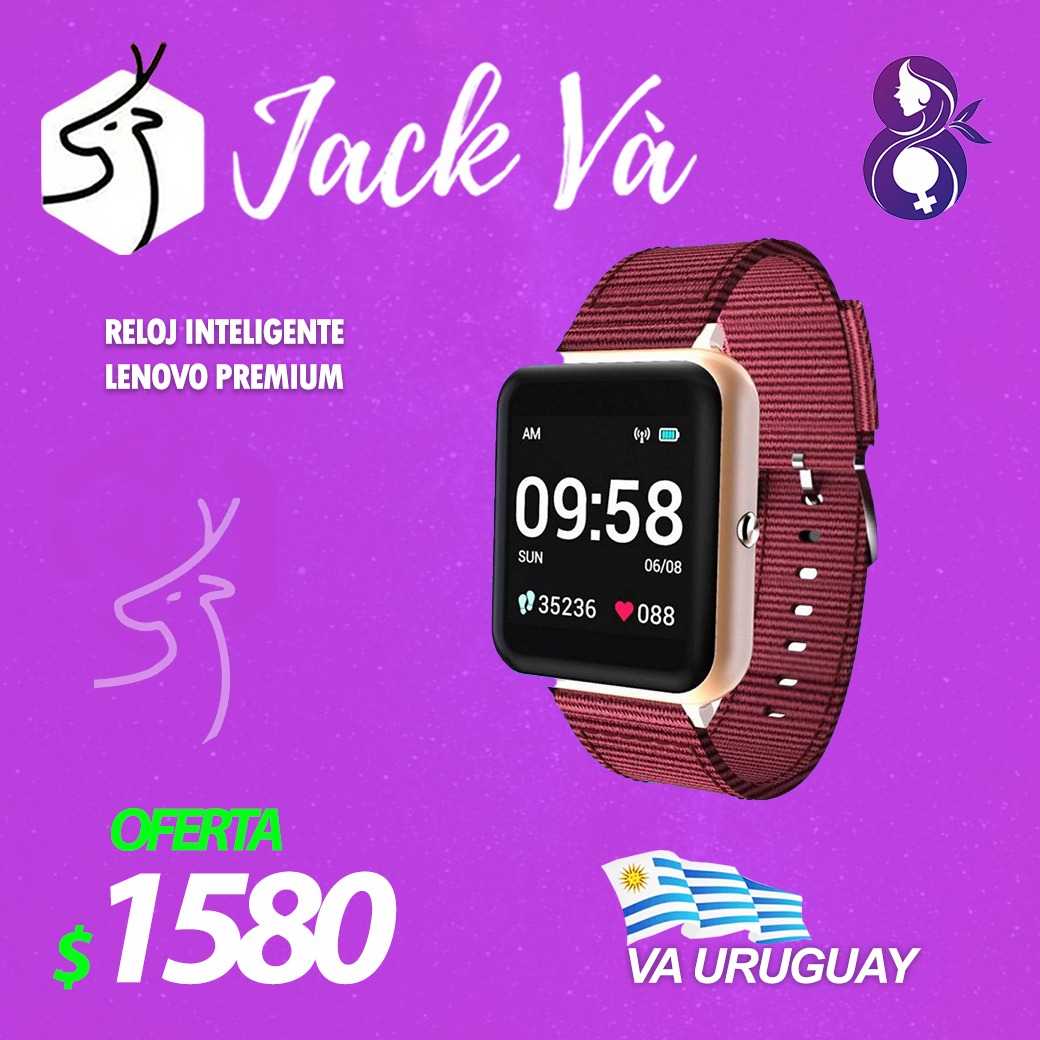 Jack Và
RELOJ INTELIGENTE
LENOVO PREMIUM
AM
09:58
SUN
06/08
35236 088
OFERTA
$ 1580
VA URUGUAY